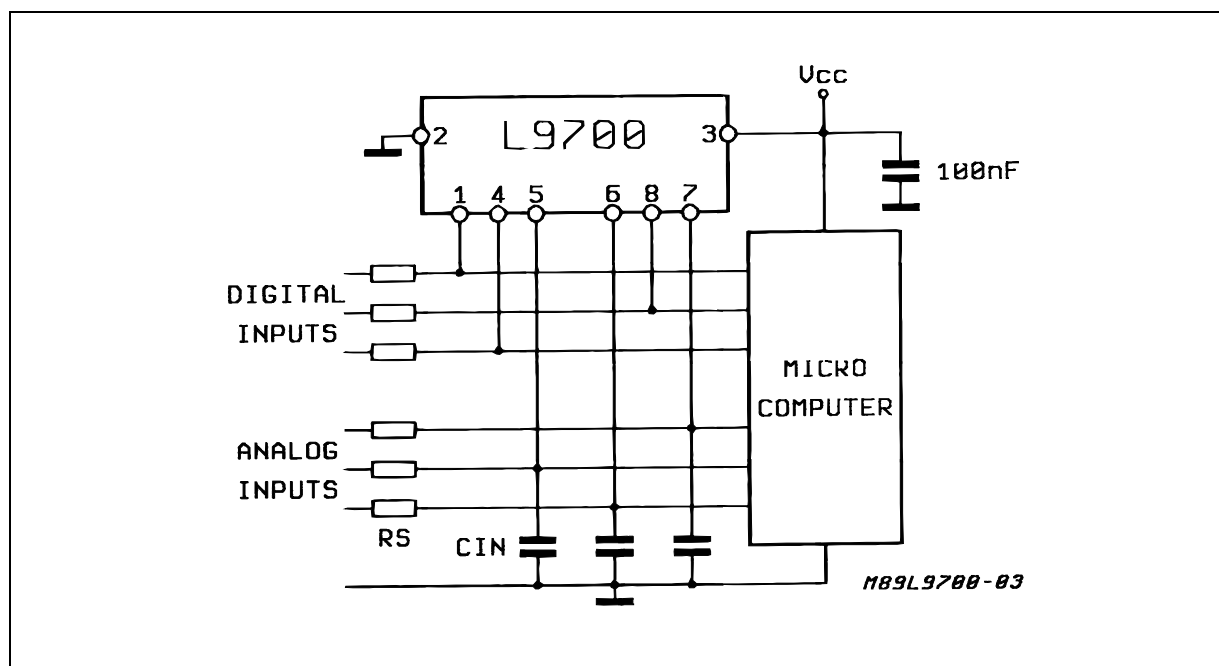 Vcc
2
L9700
3
100nF
1 4 5 6 8 7
DIGITAL
INPUTS
MICRO
COMPUTER
ANALOG
INPUTS
RS
CIN
M89L9700-03